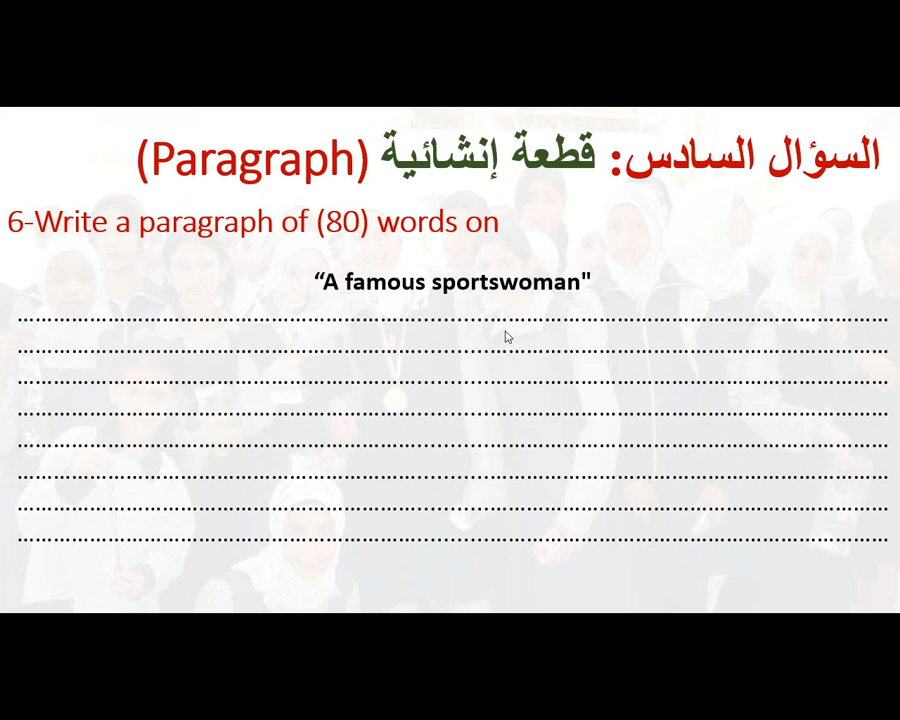 السؤال السادس: قطعة إنشائية (Paragraph)
6-Write a paragraph of (80) words on
“A famous sportswoman"